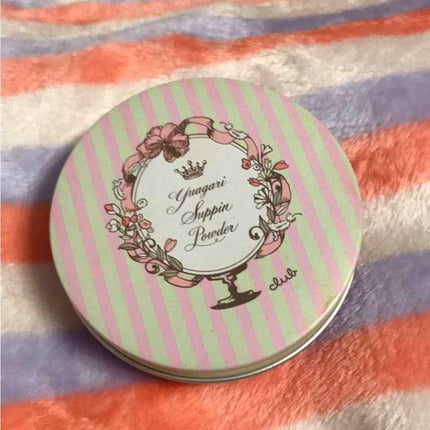 Yuagari
Suppin
Powder
club